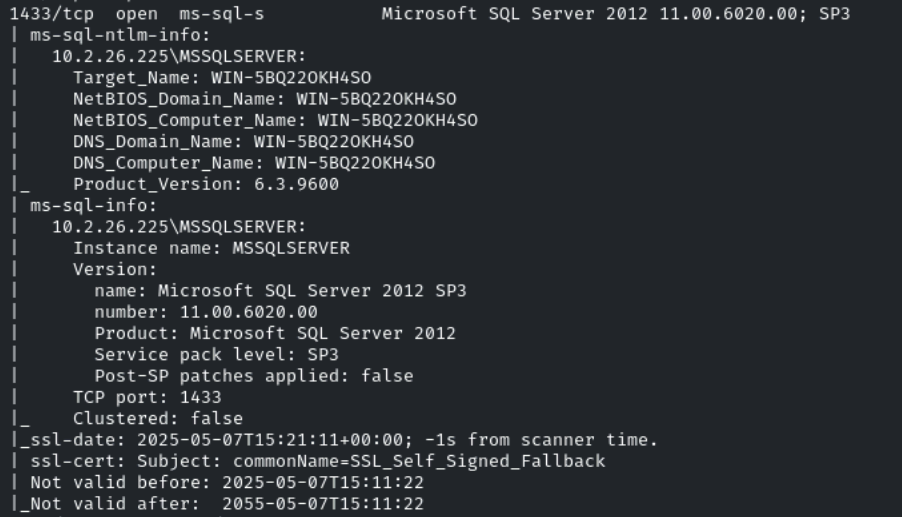 1433/tcp  open  ms-sql-s           Microsoft SQL Server 2012 11.00.6020.00; SP3
| ms-sql-ntlm-info:
|   10.2.26.225\MSSQLSERVER:
|     Target_Name: WIN-5BQ22OKH4SO
|     NetBIOS_Domain_Name: WIN-5BQ22OKH4SO
|     NetBIOS_Computer_Name: WIN-5BQ22OKH4SO
|     DNS_Domain_Name: WIN-5BQ22OKH4SO
|     DNS_Computer_Name: WIN-5BQ22OKH4SO
|_    Product_Version: 6.3.9600
| ms-sql-info:
|   10.2.26.225\MSSQLSERVER:
|     Instance name: MSSQLSERVER
|     Version:
|       name: Microsoft SQL Server 2012 SP3
|       number: 11.00.6020.00
|       Product: Microsoft SQL Server 2012
|       Service pack level: SP3
|       Post-SP patches applied: false
|     TCP port: 1433
|_    Clustered: false
|_ssl-date: 2025-05-07T15:21:11+00:00; -1s from scanner time.
| ssl-cert: Subject: commonName=SSL_Self_Signed_Fallback
| Not valid before: 2025-05-07T15:11:22
|_Not valid after:  2055-05-07T15:11:22